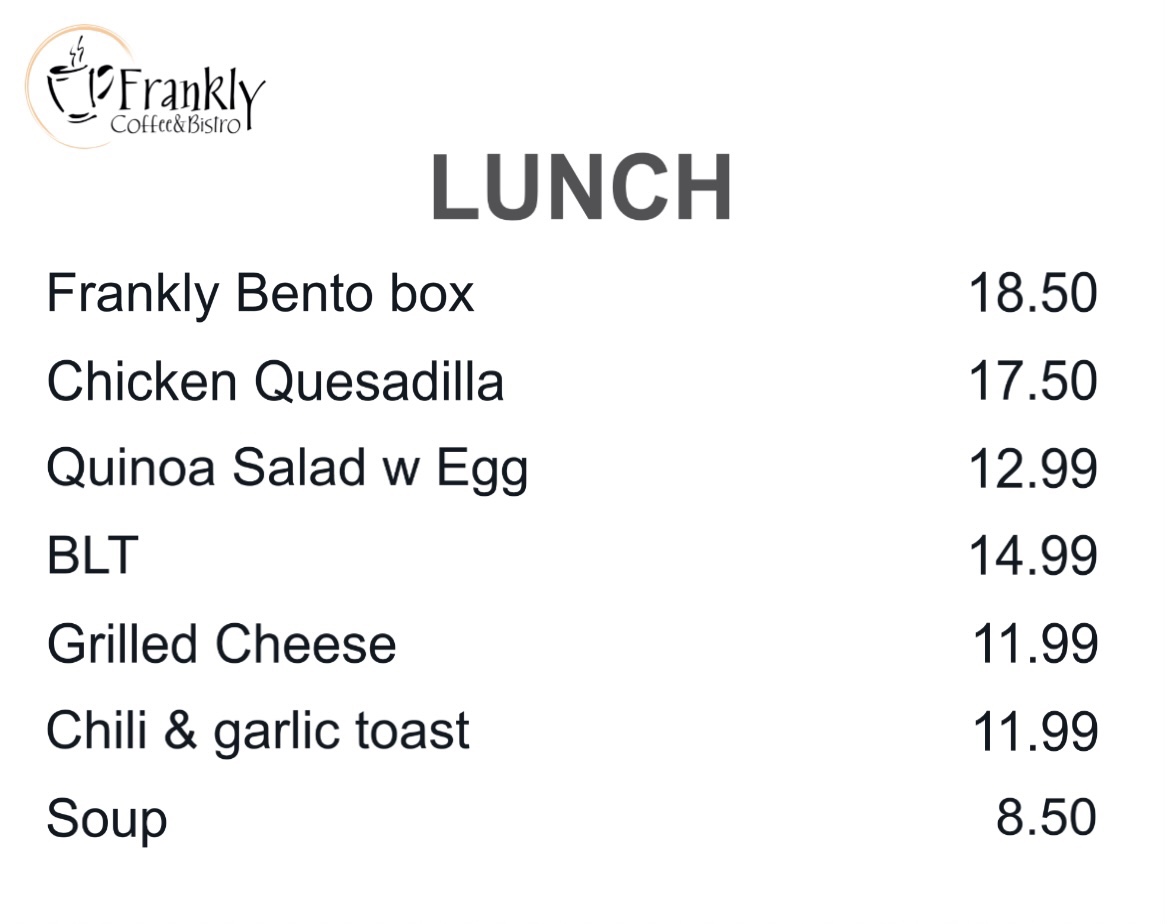 Frankly
Coffee&Bistro
LUNCH
Frankly Bento box 18.50
Chicken Quesadilla 17.50
Quinoa Salad w Egg 12.99
BLT 14.99
Grilled Cheese 11.99
Chili & garlic toast 11.99
Soup 8.50